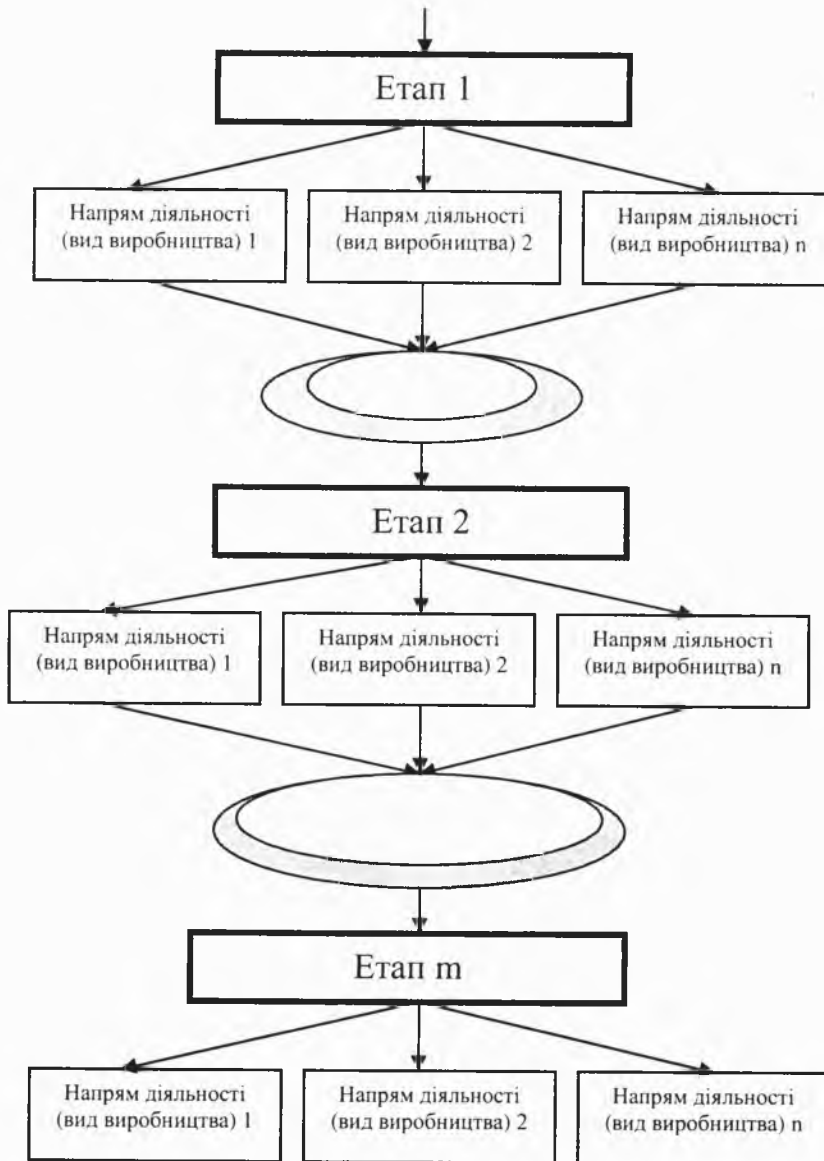 Етап 1
Напрям діяльності
(вид виробництва) 1
Напрям діяльності
(вид виробництва) 2
Напрям діяльності
(вид виробництва) n
Етап 2
Напрям діяльності
(вид виробництва) 1
Напрям діяльності
(вид виробництва) 2
Напрям діяльності
(вид виробництва) n
Етап m
Напрям діяльності
(вид виробництва) 1
Напрям діяльності
(вид виробництва) 2
Напрям діяльності
(вид виробництва) n